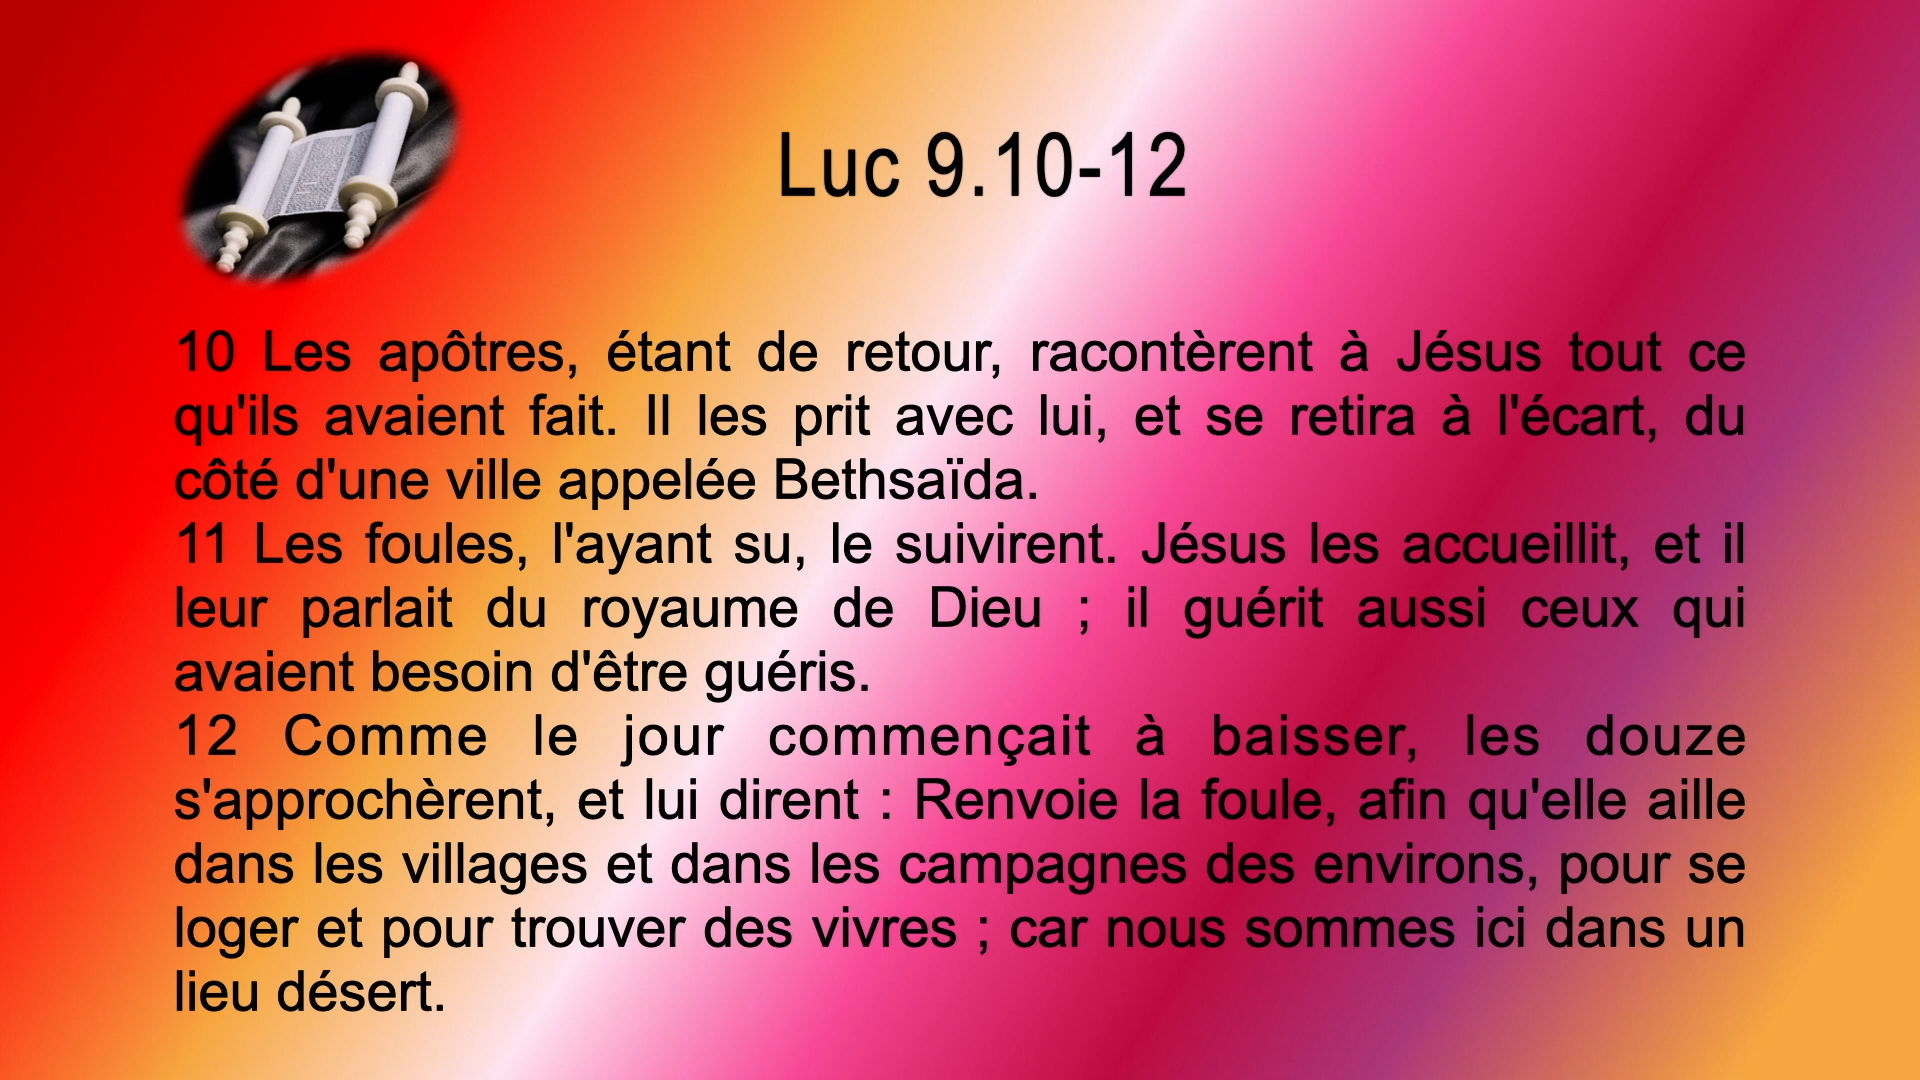 Luc 9.10-12
10 Les apôtres, étant de retour, racontèrent à Jésus tout ce
qu'ils avaient fait. Il les prit avec lui, et se retira à l'écart, du
côté d'une ville appelée Bethsaïda.
11 Les foules, l'ayant su, le suivirent. Jésus les accueillit, et il
leur parlait du royaume de Dieu ; il guérit aussi ceux qui
avaient besoin d'être guéris.
12 Comme le jour commençait à baisser, les douze
s'approchèrent, et lui dirent : Renvoie la foule, afin qu'elle aille
dans les villages et dans les campagnes des environs, pour se
loger et pour trouver des vivres ; car nous sommes ici dans un
lieu désert.